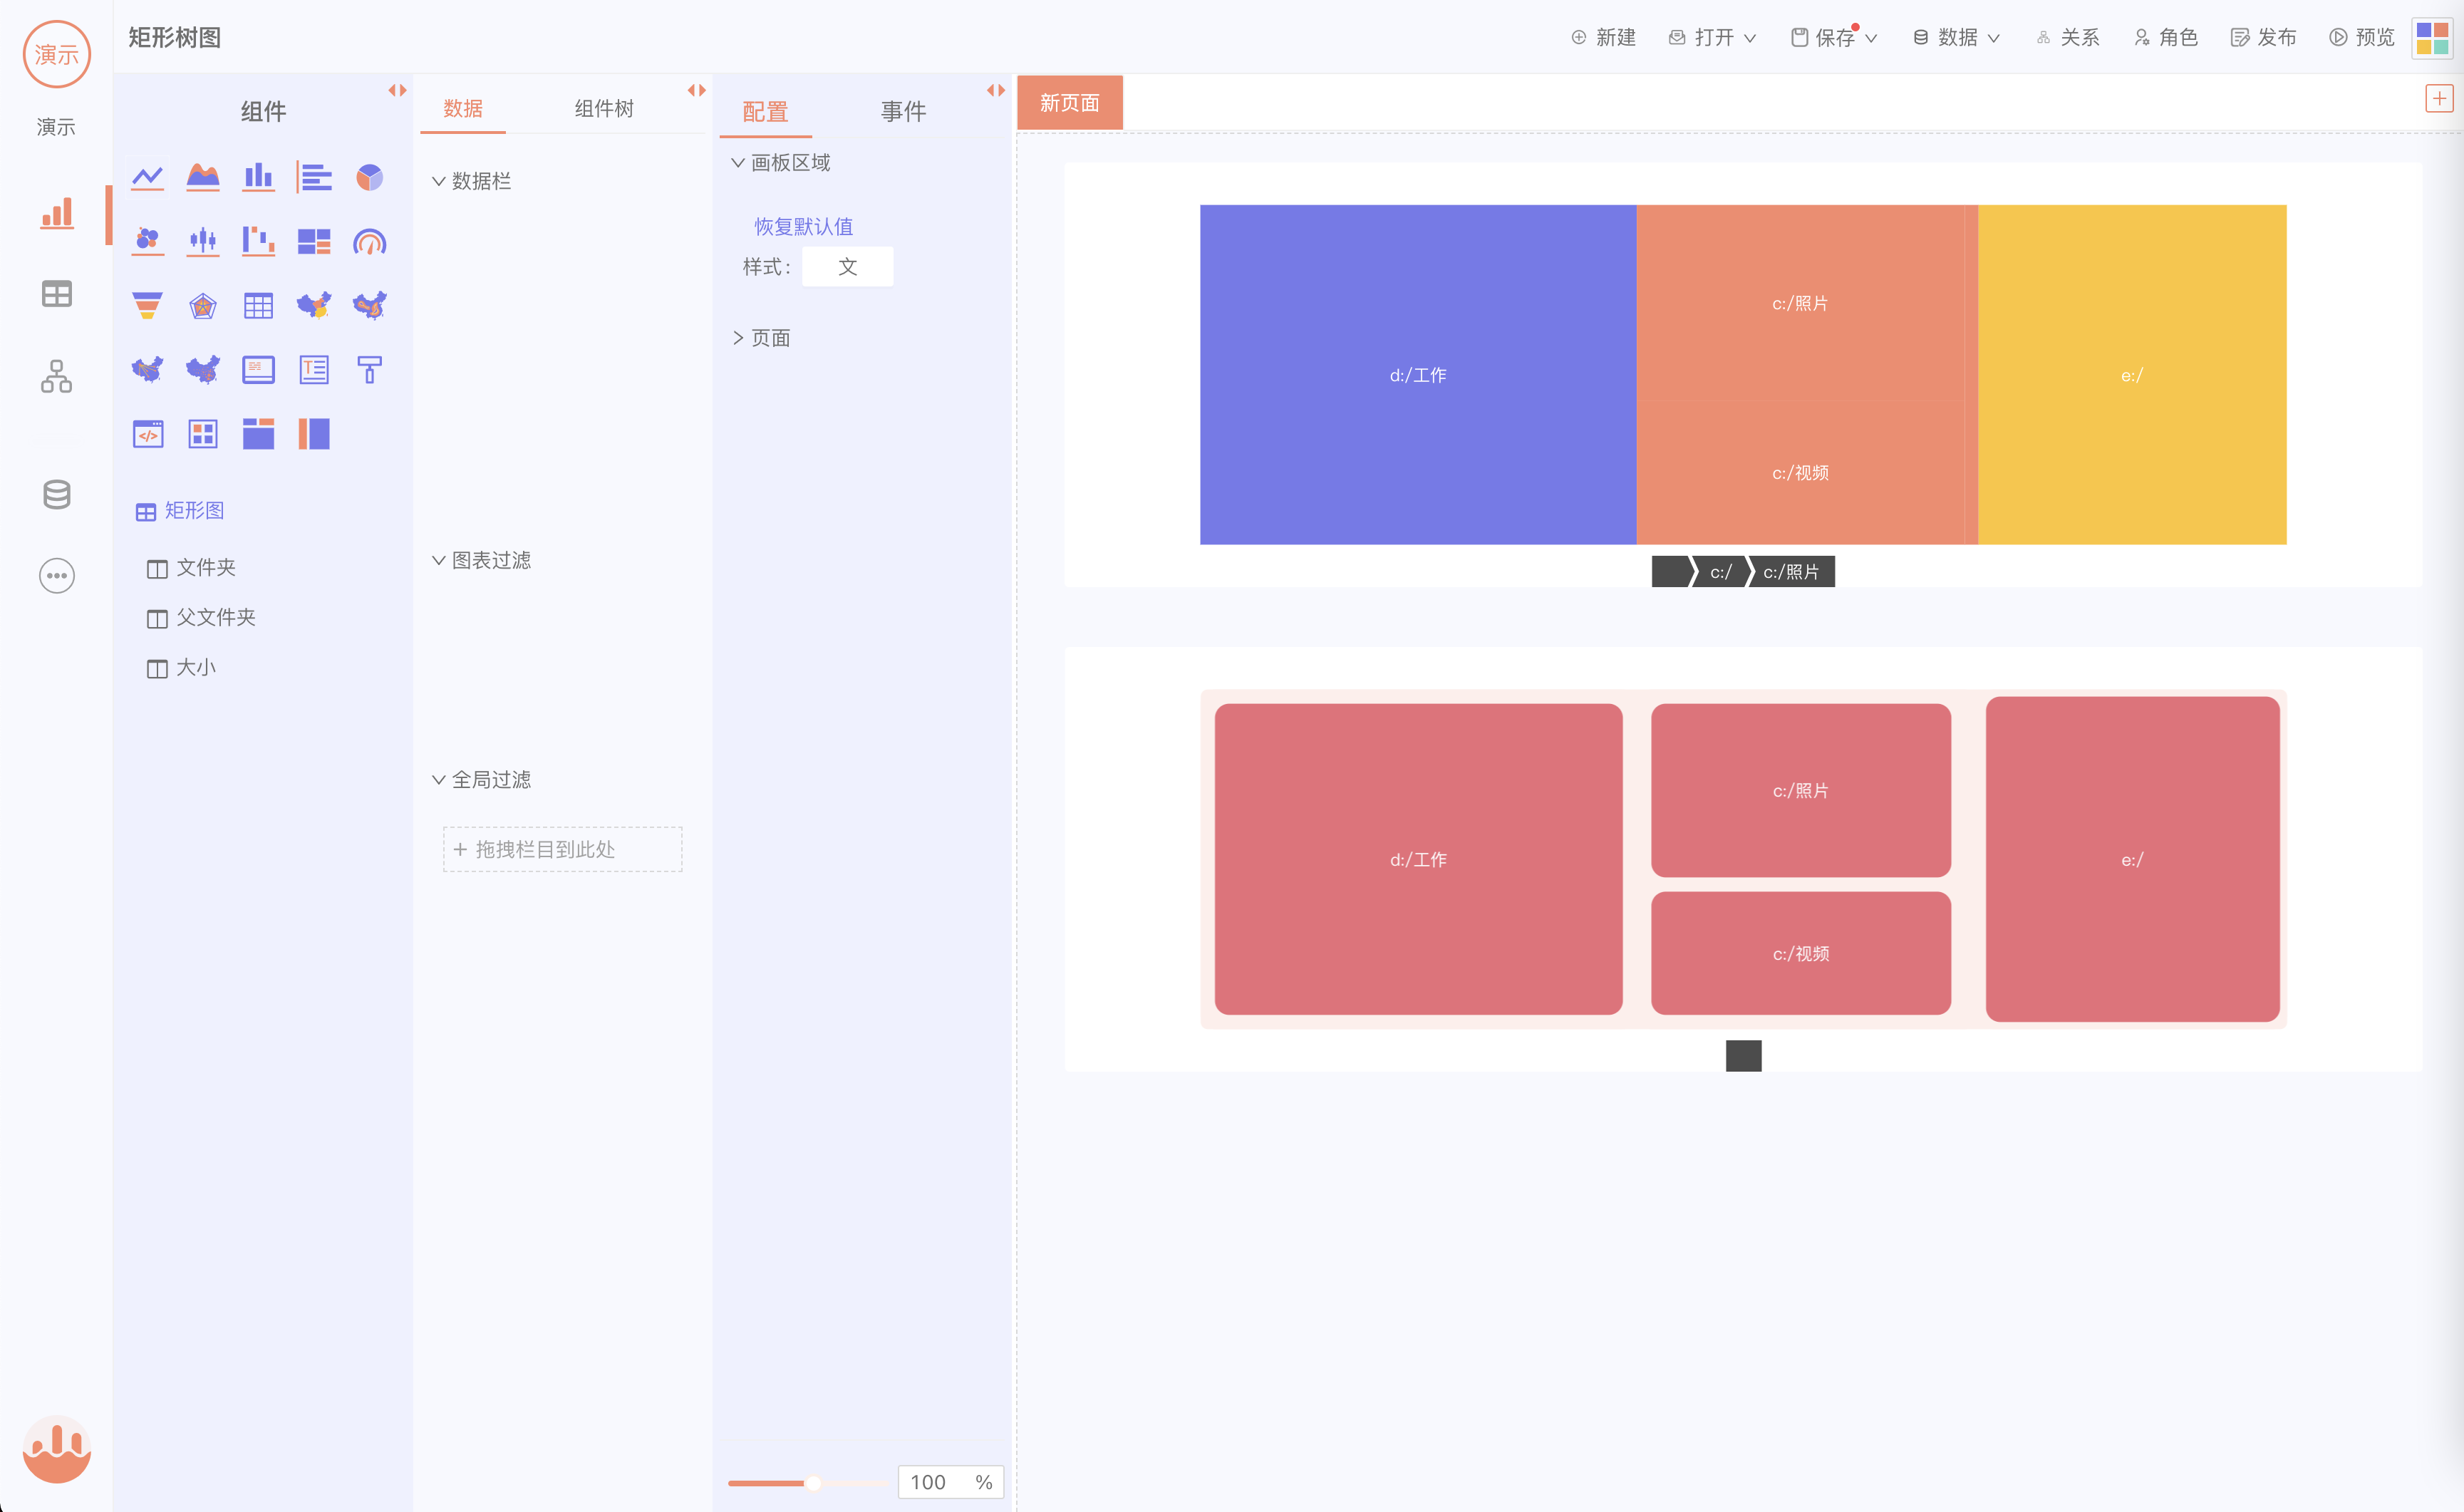 演示
演示
矩形树图
新建
打开
保存
数据
关系
角色
发布
预览
组件
矩形图
文件夹
父文件夹
大小
数据
组件树
数据栏
图表过滤
全局过滤
+ 拖拽栏目到此处
配置
事件
画板区域
恢复默认值
样式: 文
页面
100 %
新页面
d:/工作
c:/照片
c:/视频
e:/
c:/
c:/照片
d:/工作
c:/照片
c:/视频
e:/